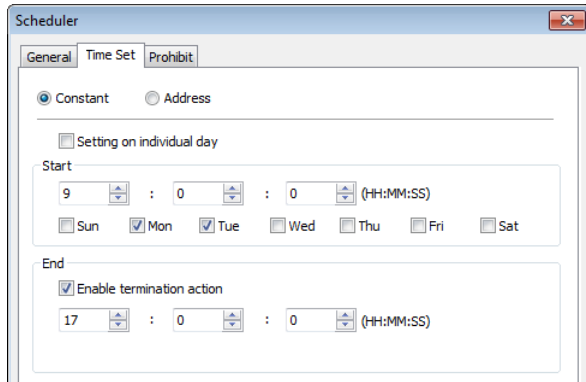 Scheduler
General Time Set Prohibit
Constant Address
Setting on individual day
Start
9 : 0 : 0 (HH:MM:SS)
Sun Mon Tue Wed Thu Fri Sat
End
Enable termination action
17 : 0 : 0 (HH:MM:SS)